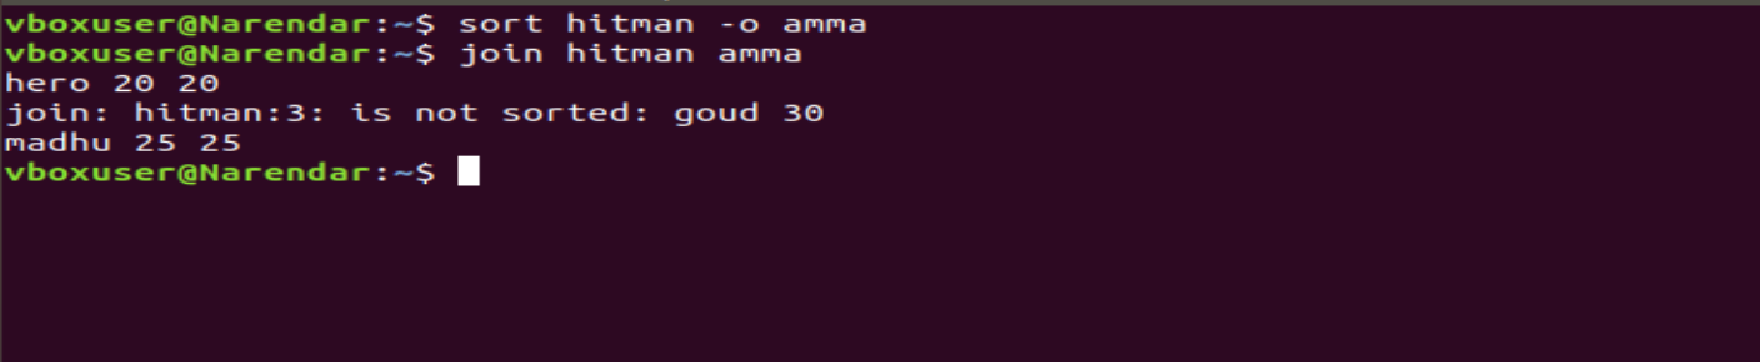 vboxuser@Narendar:~$ sort hitman -o amma
vboxuser@Narendar:~$ join hitman amma
hero 20 20
join: hitman:3: is not sorted: goud 30
madhu 25 25
vboxuser@Narendar:~$